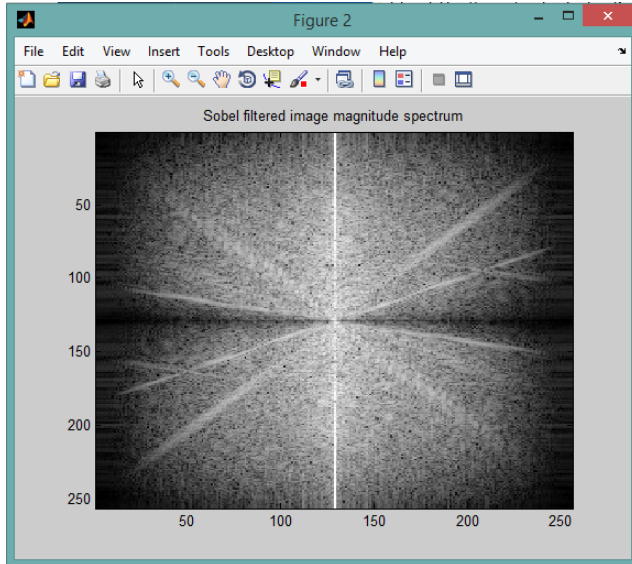 Figure 2
File Edit View Insert Tools Desktop Window Help
Sobel filtered image magnitude spectrum
50
100
150
200
250
50 100 150 200 250